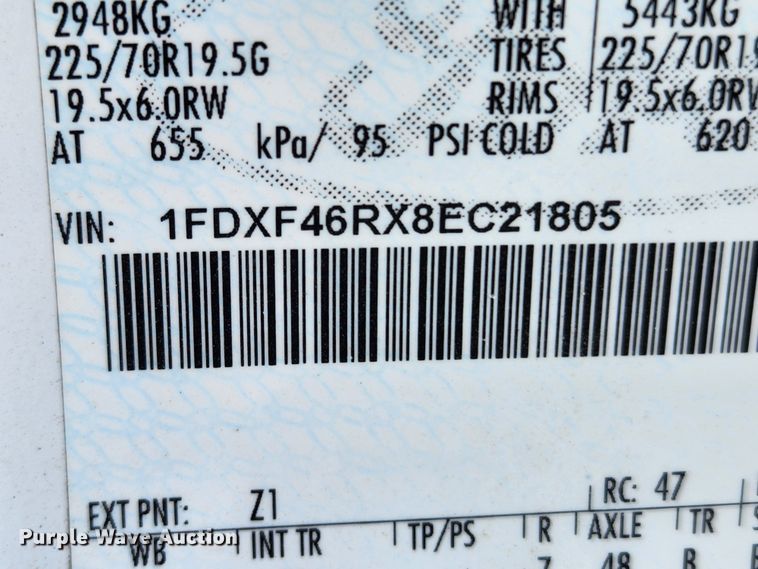 2948KG WITH 5443KG
225/70R19.5G TIRES 225/70R19
19.5x6.0RW RIMS 19.5x6.0RW
AT 655 kPa/ 95 PSI COLD AT 620
VIN: 1FDXF46RX8EC21805
EXT PNT: Z1 RC: 47
WB INT TR TP/PS R AXLE TR S
7 48 B
Purple Wave Auction